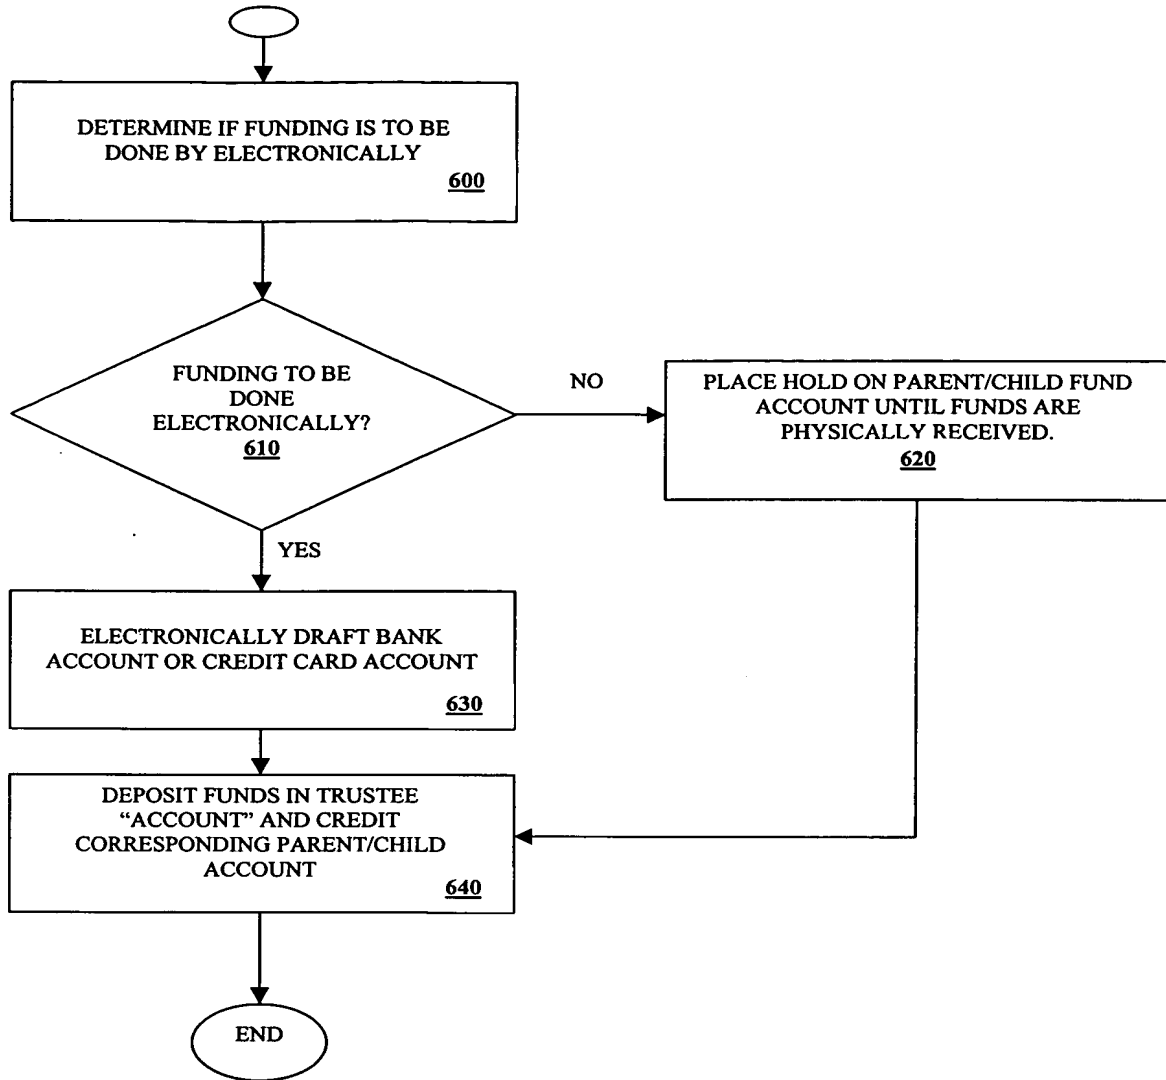 DETERMINE IF FUNDING IS TO BE
DONE BY ELECTRONICALLY
600
FUNDING TO BE
DONE
ELECTRONICALLY?
610
NO
PLACE HOLD ON PARENT/CHILD FUND
ACCOUNT UNTIL FUNDS ARE
PHYSICALLY RECEIVED.
620
YES
ELECTRONICALLY DRAFT BANK
ACCOUNT OR CREDIT CARD ACCOUNT
630
DEPOSIT FUNDS IN TRUSTEE
“ACCOUNT” AND CREDIT
CORRESPONDING PARENT/CHILD
ACCOUNT
640
END